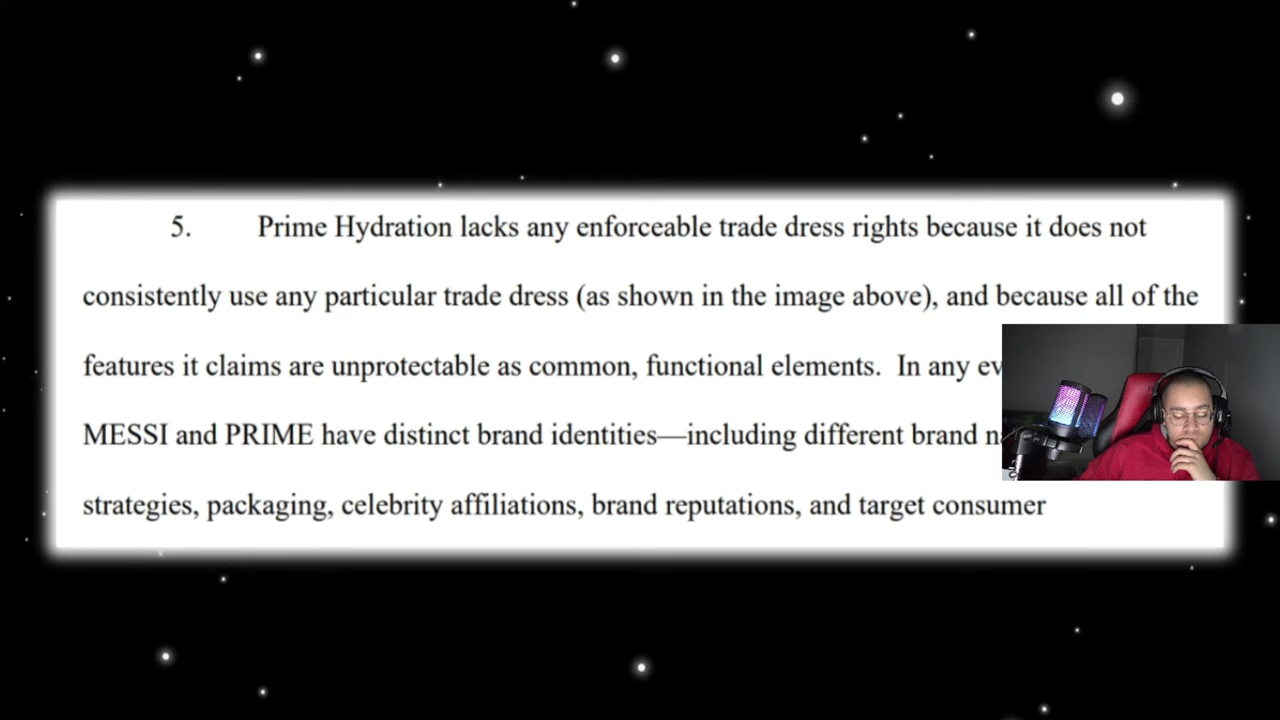 5. Prime Hydration lacks any enforceable trade dress rights because it does not
consistently use any particular trade dress (as shown in the image above), and because all of the
features it claims are unprotectable as common, functional elements. In any
MESSI and PRIME have distinct brand identities—including different brand
strategies, packaging, celebrity affiliations, brand reputations, and target consumer